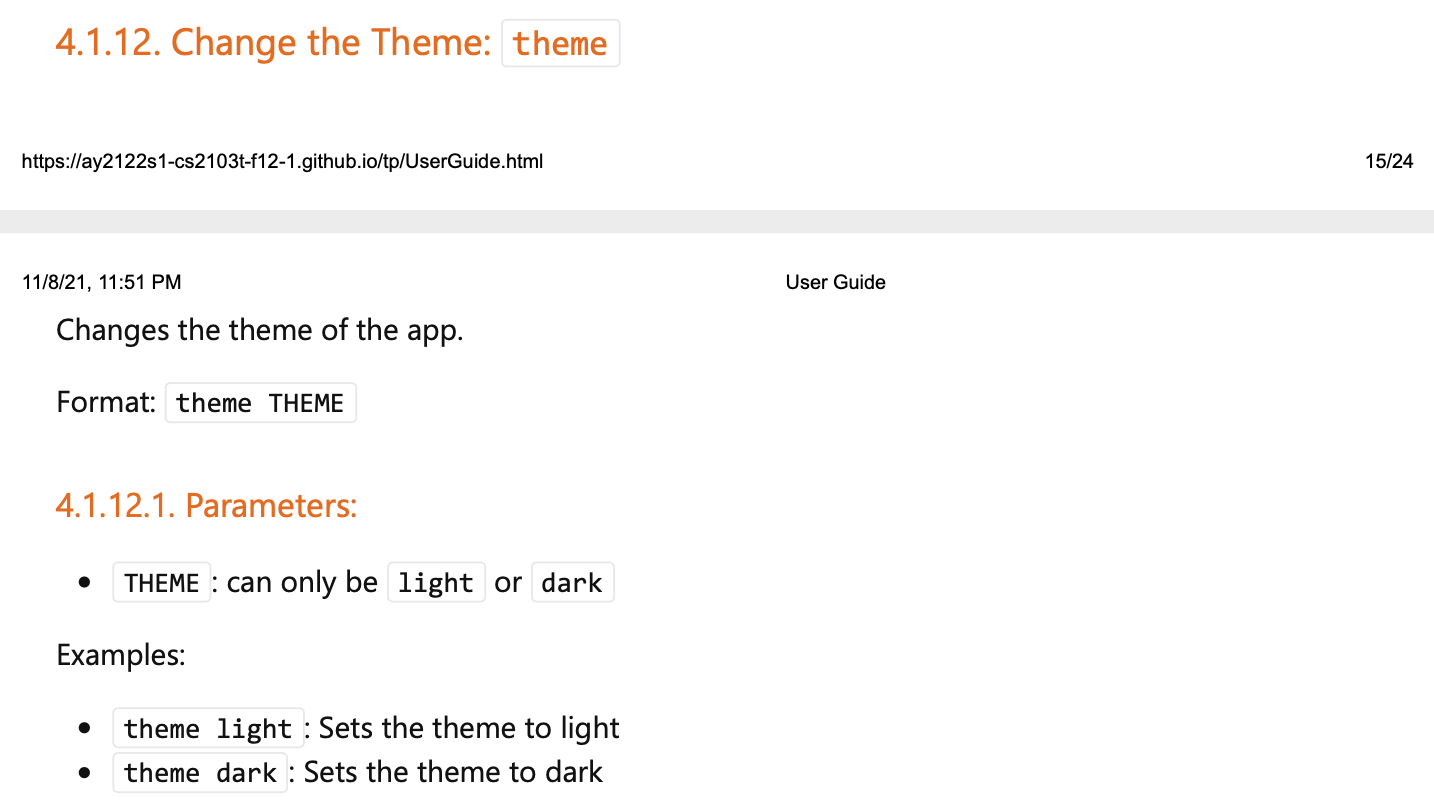 4.1.12. Change the Theme: theme
https://ay2122s1-cs2103t-f12-1.github.io/tp/UserGuide.html 15/24
11/8/21, 11:51 PM User Guide
Changes the theme of the app.
Format: theme THEME
4.1.12.1. Parameters:
• THEME : can only be light or dark
Examples:
• theme light : Sets the theme to light
• theme dark : Sets the theme to dark